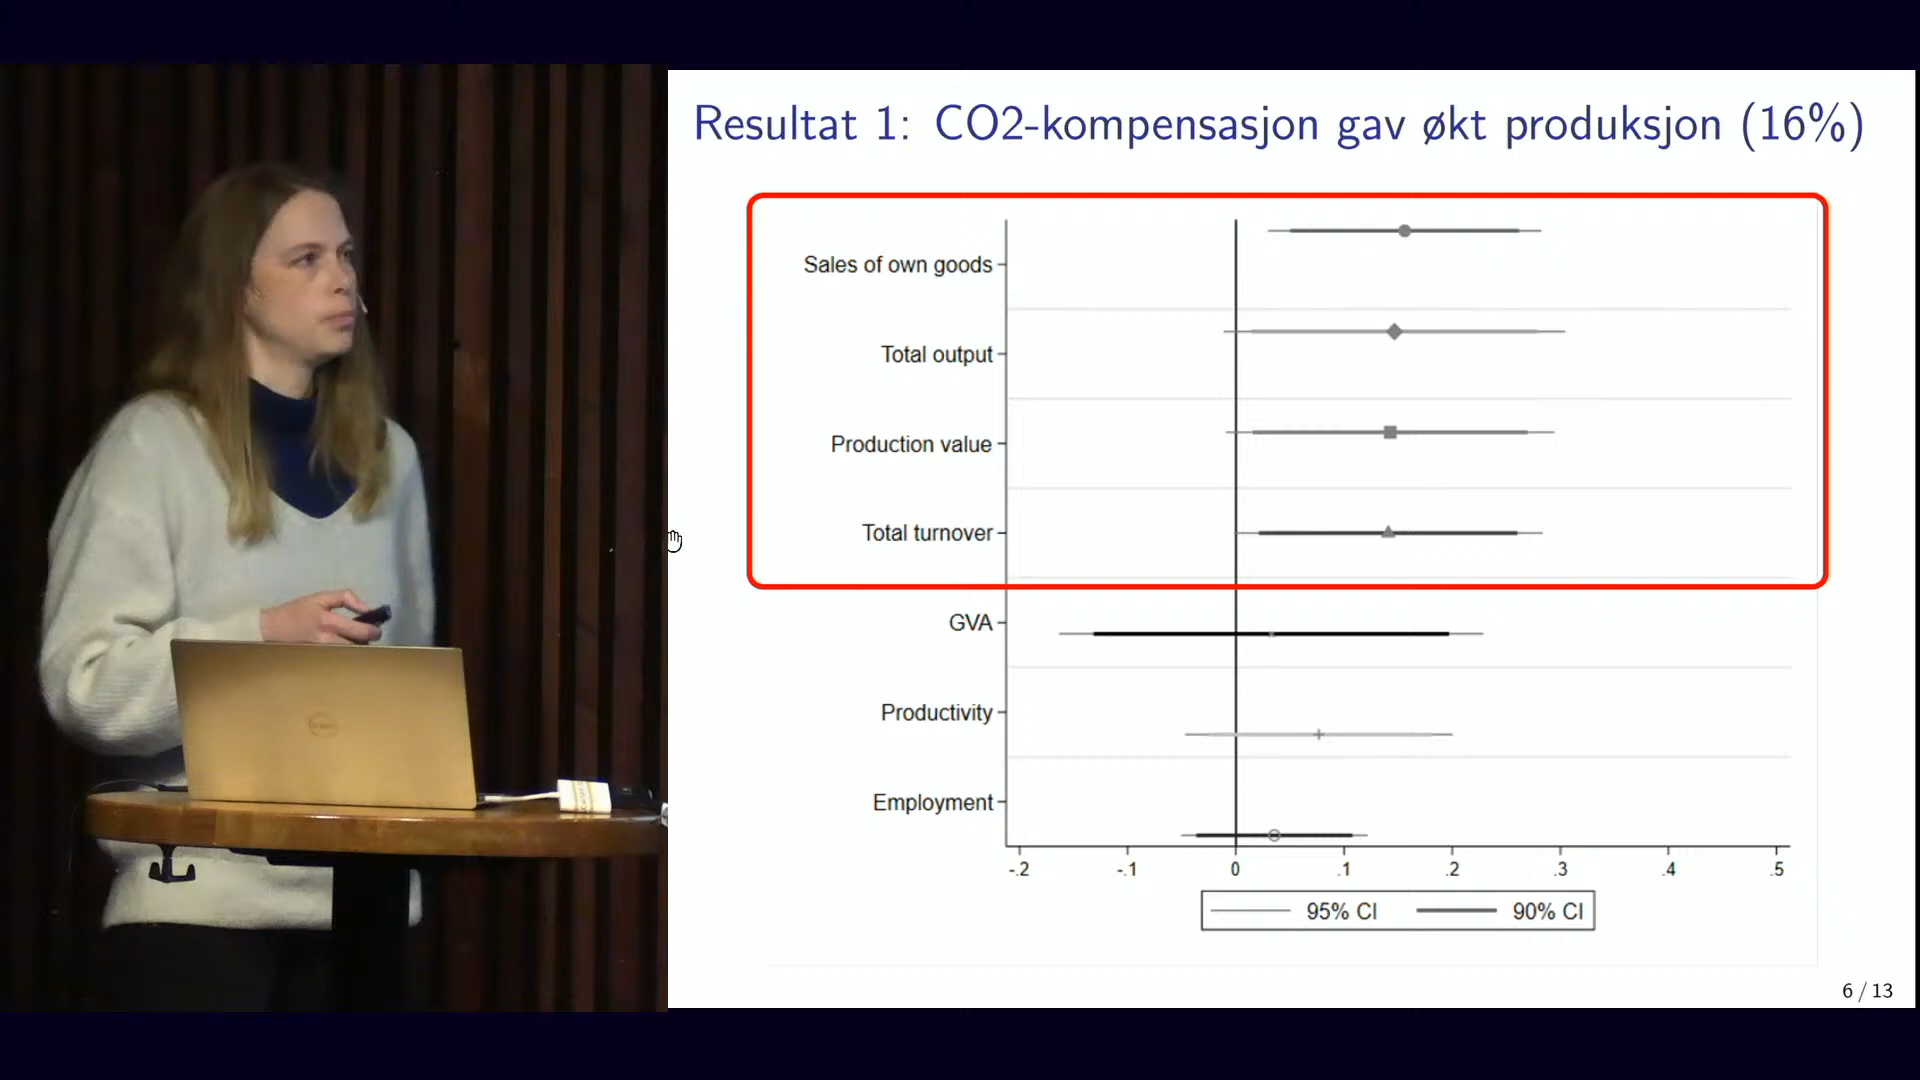 Resultat 1: CO2-kompensasjon gav økt produksjon (16%)
Sales of own goods
Total output
Production value
Total turnover
GVA
Productivity
Employment
-.2 -.1 0 .1 .2 .3 .4 .5
95% CI 90% CI
6 / 13
DELL